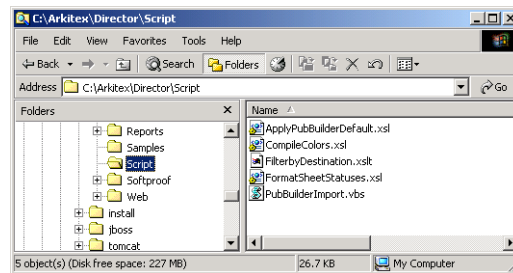 C:\Arkitex\Director\Script
File Edit View Favorites Tools Help
Back Search Folders
Address C:\Arkitex\Director\Script Go
Folders
Reports
Samples
Script
Softproof
Web
install
jboss
tomcat
Name
ApplyPubBuilderDefault.xsl
CompileColors.xsl
FilterbyDestination.xslt
FormatSheetStatuses.xsl
PubBuilderImport.vbs
5 object(s) (Disk free space: 227 MB) 26.7 KB My Computer